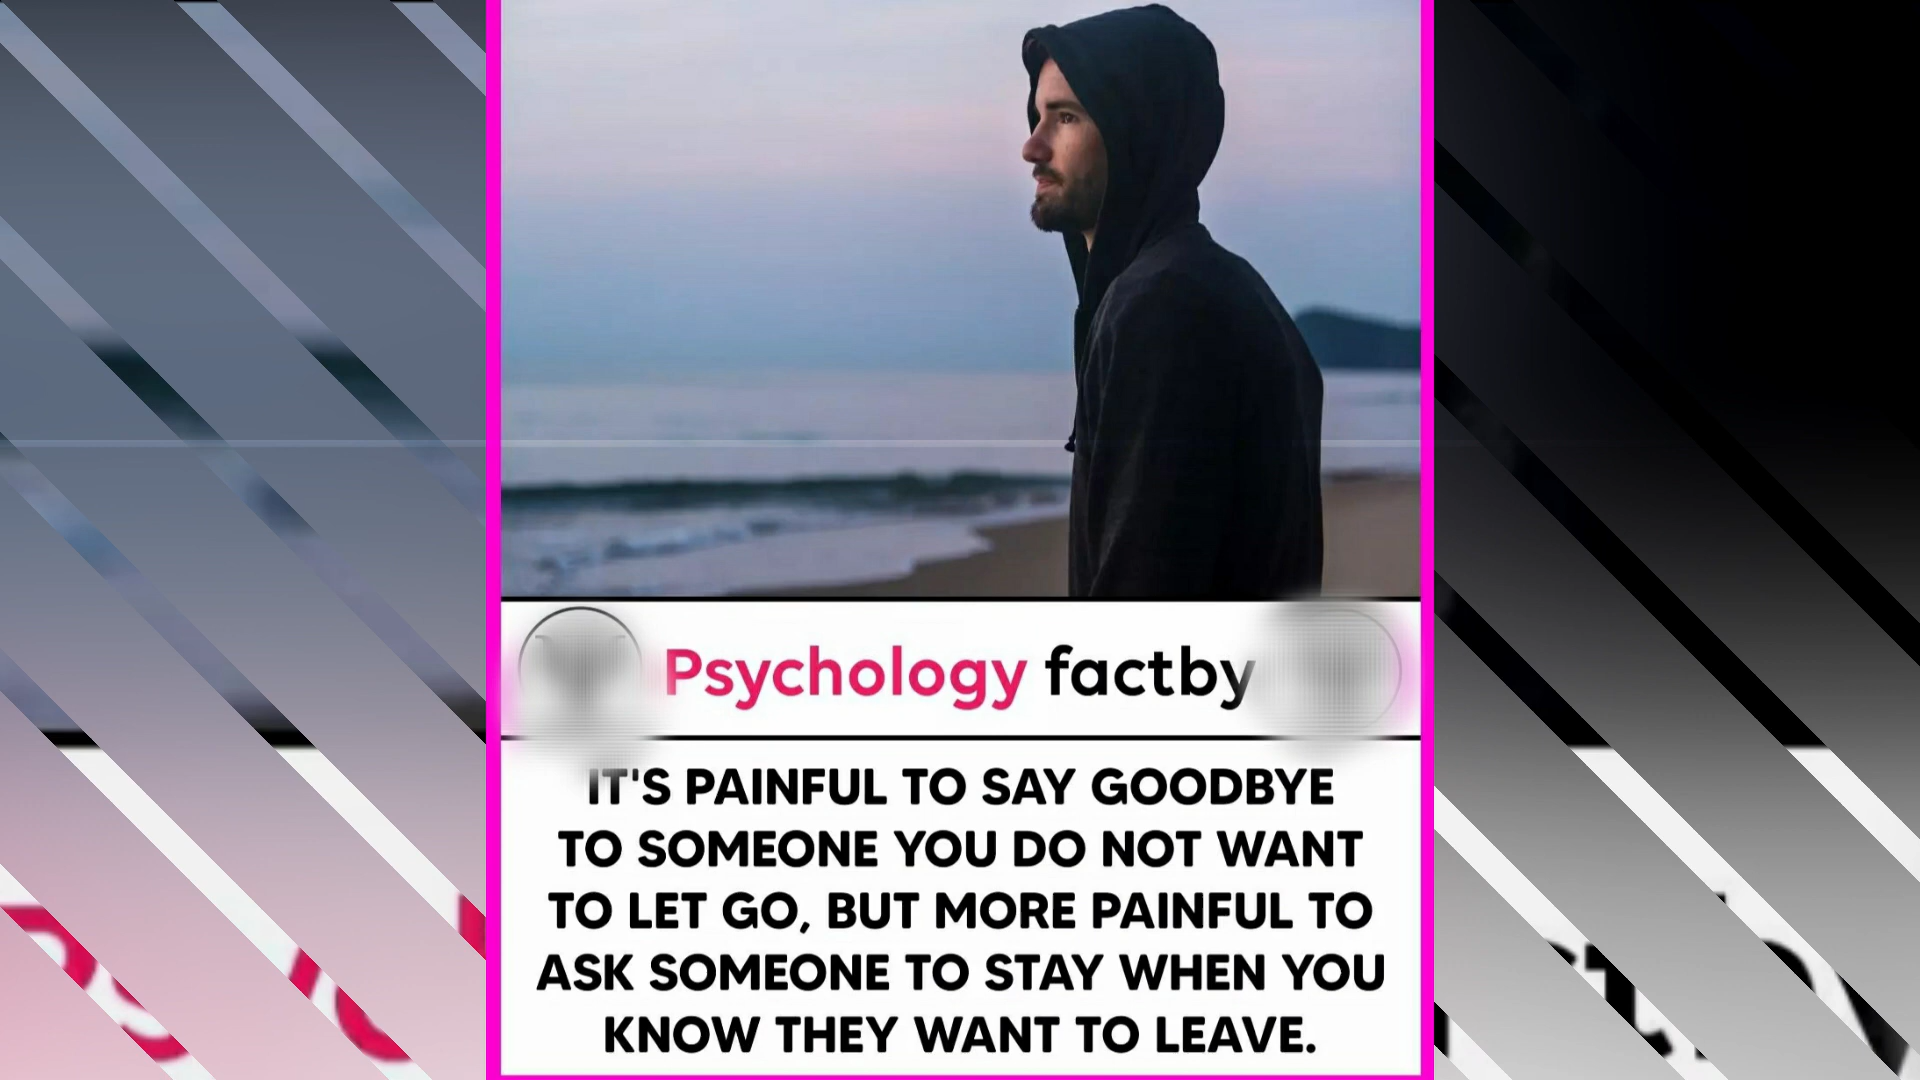 Psychology factby
IT'S PAINFUL TO SAY GOODBYE
TO SOMEONE YOU DO NOT WANT
TO LET GO, BUT MORE PAINFUL TO
ASK SOMEONE TO STAY WHEN YOU
KNOW THEY WANT TO LEAVE.